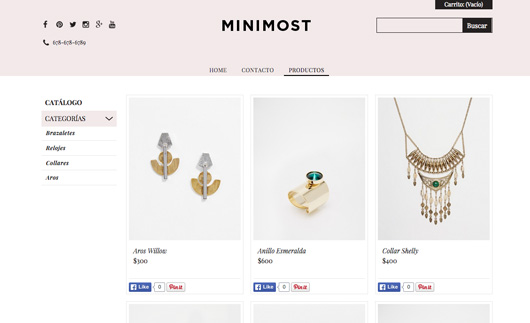 Carrito: (Vacío)
MINIMOST
Buscar
678-678-6789
HOME CONTACTO PRODUCTOS
CATÁLOGO
CATEGORÍAS
Brazaletes
Relojes
Collares
Aros
Aros Willow
$300
Like 0 Pin it
Anillo Esmeralda
$600
Like 0 Pin it
Collar Shelly
$400
Like 0 Pin it